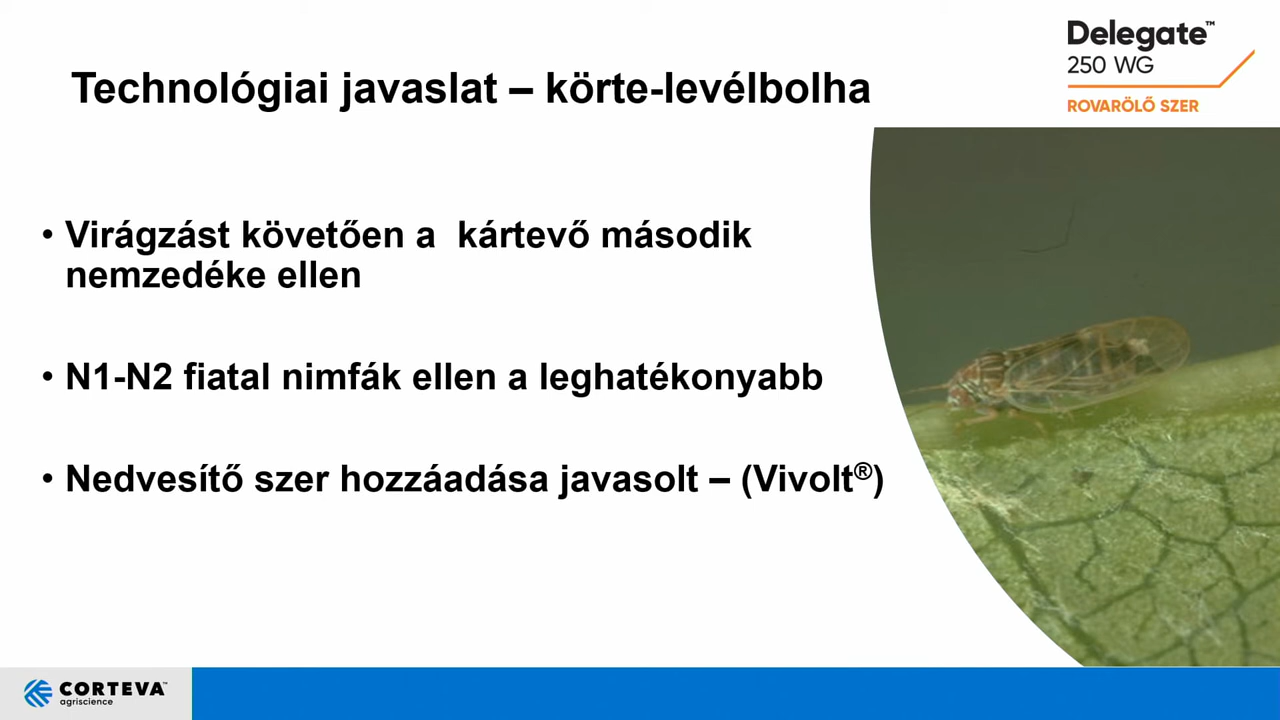 Delegate™
250 WG
ROVARÖLŐ SZER
Technológiai javaslat – körte-levélbolha
• Virágzást követően a kártevő második
nemzedéke ellen
• N1-N2 fiatal nimfák ellen a leghatékonyabb
• Nedvesítő szer hozzáadása javasolt – (Vivolt®)
CORTEVA™
agriscience